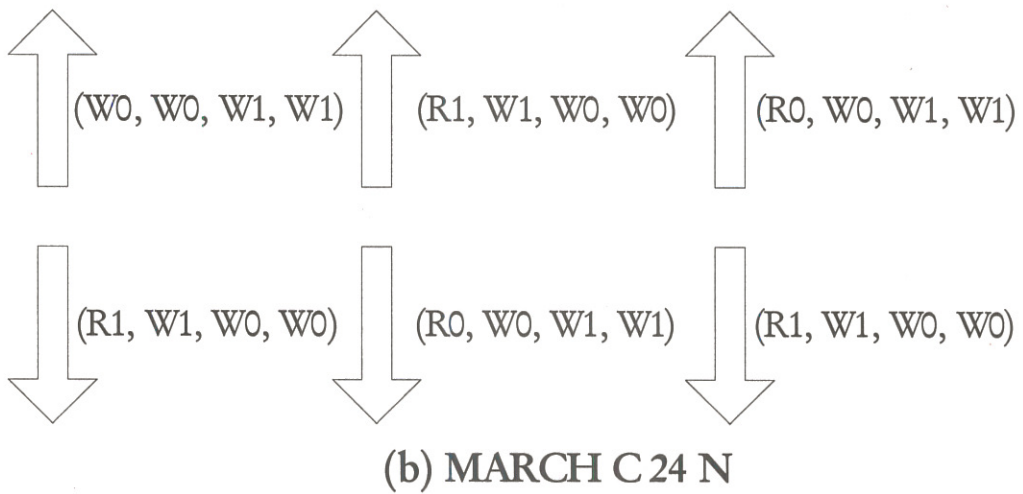 (W0, W0, W1, W1) (R1, W1, W0, W0) (R0, W0, W1, W1)
(R1, W1, W0, W0) (R0, W0, W1, W1) (R1, W1, W0, W0)
(b) MARCH C 24 N